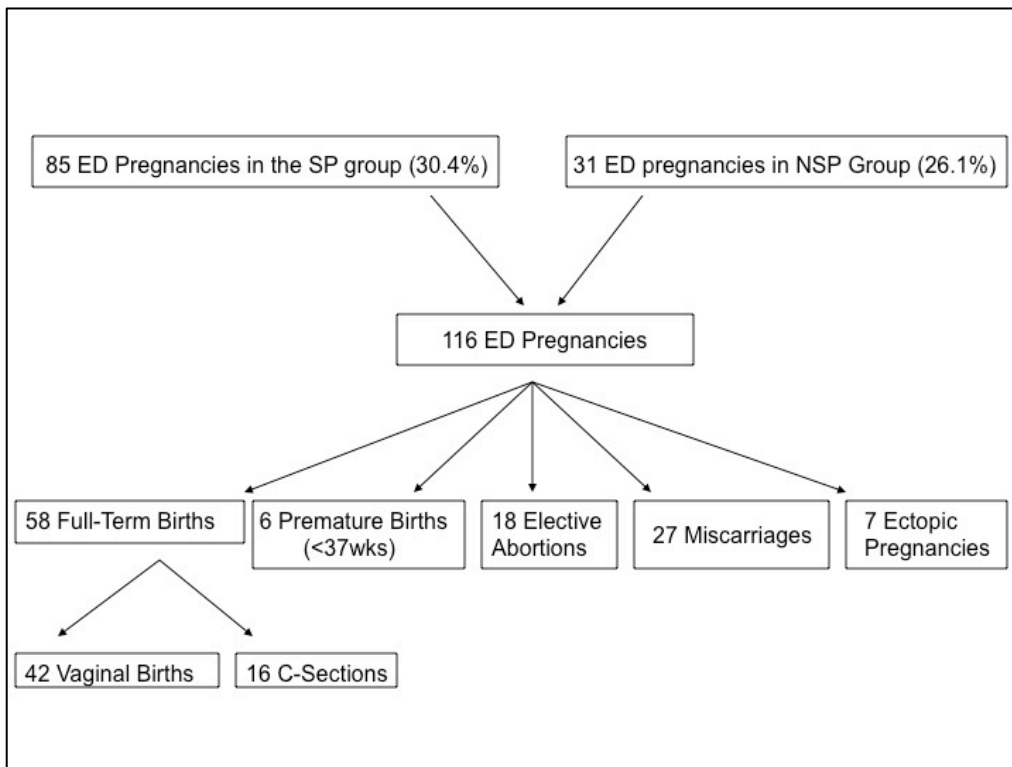 85 ED Pregnancies in the SP group (30.4%)
31 ED pregnancies in NSP Group (26.1%)
116 ED Pregnancies
58 Full-Term Births
6 Premature Births
(<37wks)
18 Elective
Abortions
27 Miscarriages
7 Ectopic
Pregnancies
42 Vaginal Births
16 C-Sections